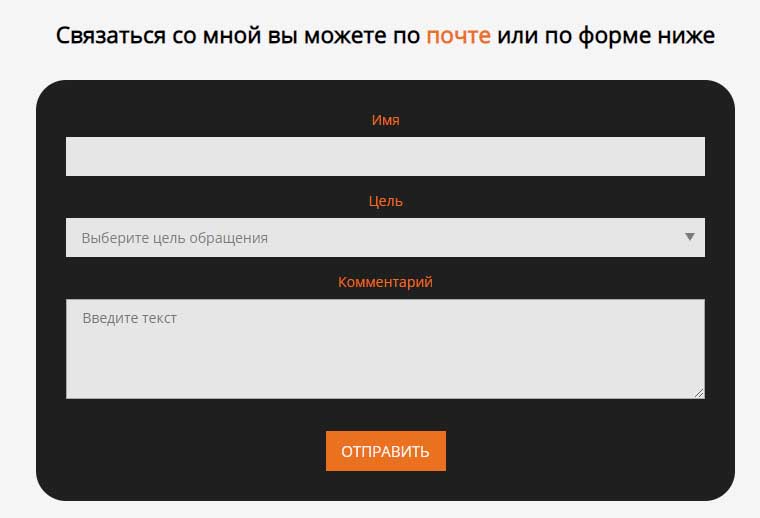 Связаться со мной вы можете по почте или по форме ниже
Имя
Цель
Выберите цель обращения
Комментарий
Введите текст
ОТПРАВИТЬ